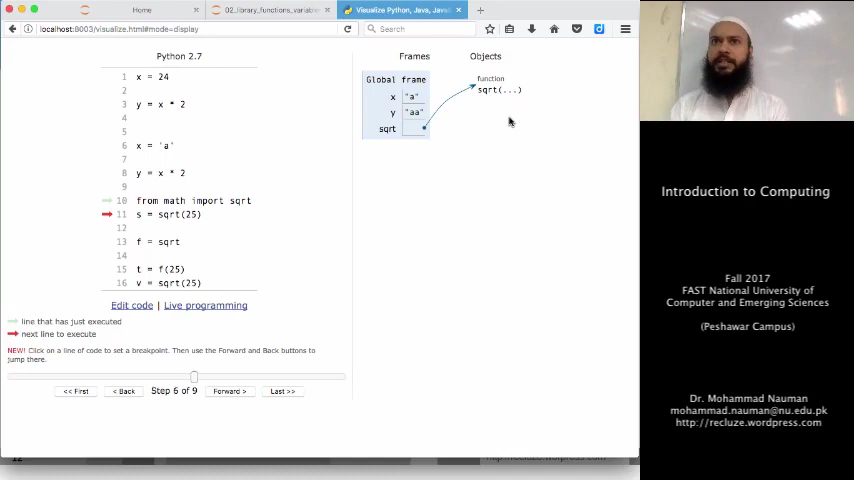 Home
02_library_functions_variable
Visualize Python, Java, Javas
localhost:8003/visualize.html#mode=display
Search
Python 2.7
1 x = 24
2
3 y = x * 2
4
5
6 x = 'a'
7
8 y = x * 2
9
10 from math import sqrt
11 s = sqrt(25)
12
13 f = sqrt
14
15 t = f(25)
16 v = sqrt(25)
Edit code | Live programming
line that has just executed
next line to execute
NEW! Click on a line of code to set a breakpoint. Then use the Forward and Back buttons to
jump there.
<< First
< Back
Step 6 of 9
Forward >
Last >>
Frames
Objects
Global frame
x "a"
y "aa"
sqrt
function
sqrt(...)
Introduction to Computing
Fall 2017
FAST National University of
Computer and Emerging Sciences
(Peshawar Campus)
Dr. Mohammad Nauman
mohammad.nauman@nu.edu.pk
http://recluze.wordpress.com